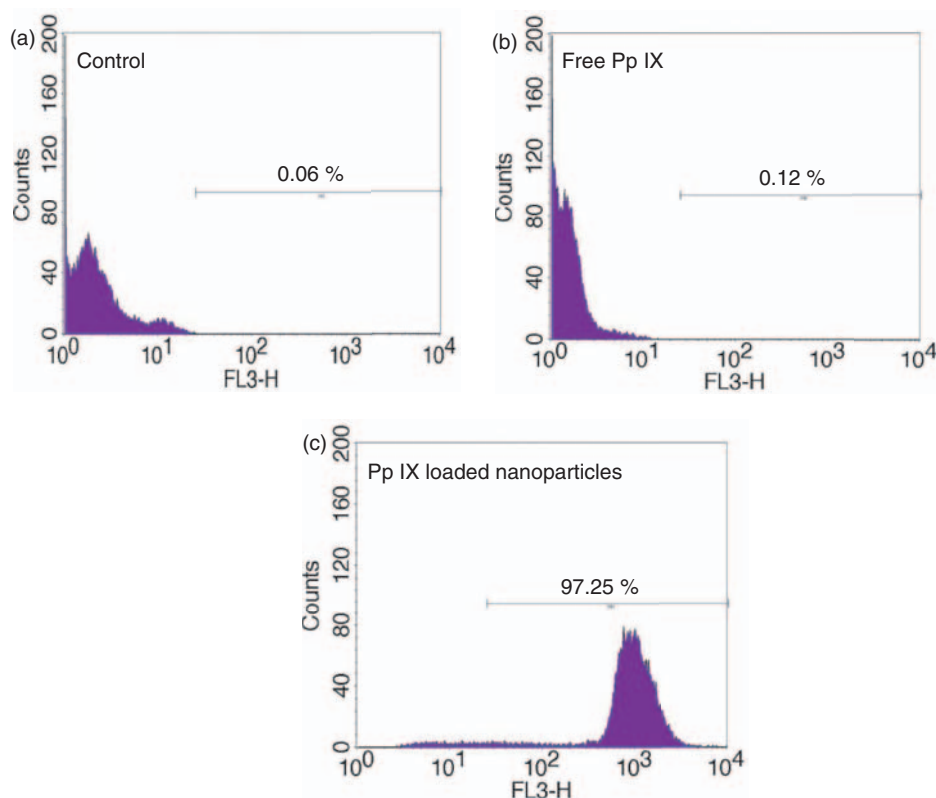 (a)
Control
0.06 %
Counts
200
160
120
80
40
0
10^0 10^1 10^2 10^3 10^4
FL3-H
(b)
Free Pp IX
0.12 %
Counts
200
160
120
80
40
0
10^0 10^1 10^2 10^3 10^4
FL3-H
(c)
Pp IX loaded nanoparticles
97.25 %
Counts
200
160
120
80
40
0
10^0 10^1 10^2 10^3 10^4
FL3-H